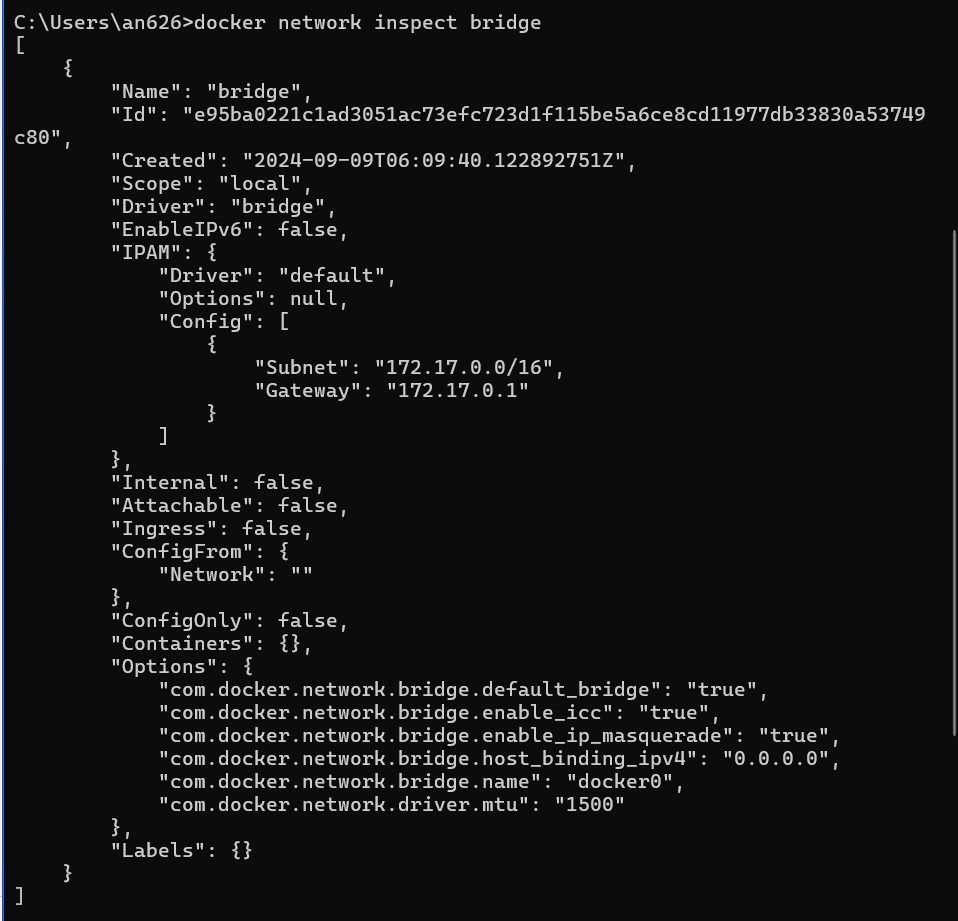 C:\Users\an626>docker network inspect bridge
[
    {
        "Name": "bridge",
        "Id": "e95ba0221c1ad3051ac73efc723d1f115be5a6ce8cd11977db33830a53749
c80",
        "Created": "2024-09-09T06:09:40.122892751Z",
        "Scope": "local",
        "Driver": "bridge",
        "EnableIPv6": false,
        "IPAM": {
            "Driver": "default",
            "Options": null,
            "Config": [
                {
                    "Subnet": "172.17.0.0/16",
                    "Gateway": "172.17.0.1"
                }
            ]
        },
        "Internal": false,
        "Attachable": false,
        "Ingress": false,
        "ConfigFrom": {
            "Network": ""
        },
        "ConfigOnly": false,
        "Containers": {},
        "Options": {
            "com.docker.network.bridge.default_bridge": "true",
            "com.docker.network.bridge.enable_icc": "true",
            "com.docker.network.bridge.enable_ip_masquerade": "true",
            "com.docker.network.bridge.host_binding_ipv4": "0.0.0.0",
            "com.docker.network.bridge.name": "docker0",
            "com.docker.network.driver.mtu": "1500"
        },
        "Labels": {}
    }
]